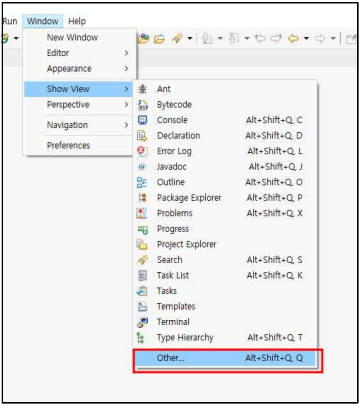 Run Window Help
New Window
Editor >
Appearance >
Show View >
Perspective >
Navigation >
Preferences
Ant
Bytecode
Console Alt+Shift+Q, C
Declaration Alt+Shift+Q, D
Error Log Alt+Shift+Q, L
Javadoc Alt+Shift+Q, J
Outline Alt+Shift+Q, O
Package Explorer Alt+Shift+Q, P
Problems Alt+Shift+Q, X
Progress
Project Explorer
Search Alt+Shift+Q, S
Task List Alt+Shift+Q, K
Tasks
Templates
Terminal
Type Hierarchy Alt+Shift+Q, T
Other... Alt+Shift+Q, Q